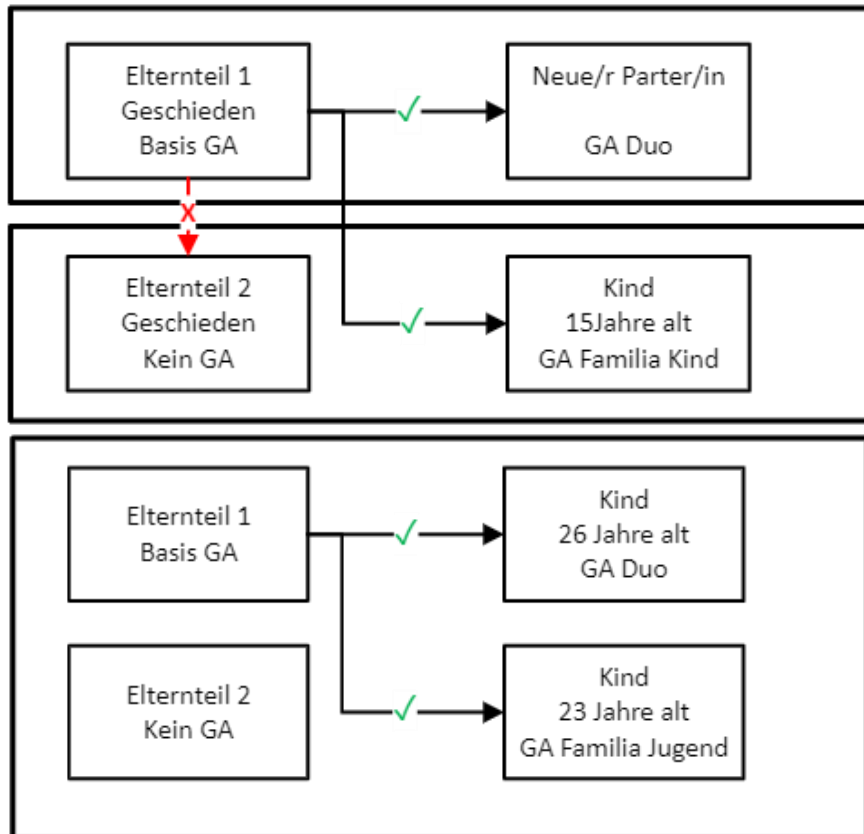 Elternteil 1
Geschieden
Basis GA
Neue/r Parter/in
GA Duo
X
Elternteil 2
Geschieden
Kein GA
Kind
15Jahre alt
GA Familia Kind
Elternteil 1
Basis GA
Kind
26 Jahre alt
GA Duo
Elternteil 2
Kein GA
Kind
23 Jahre alt
GA Familia Jugend